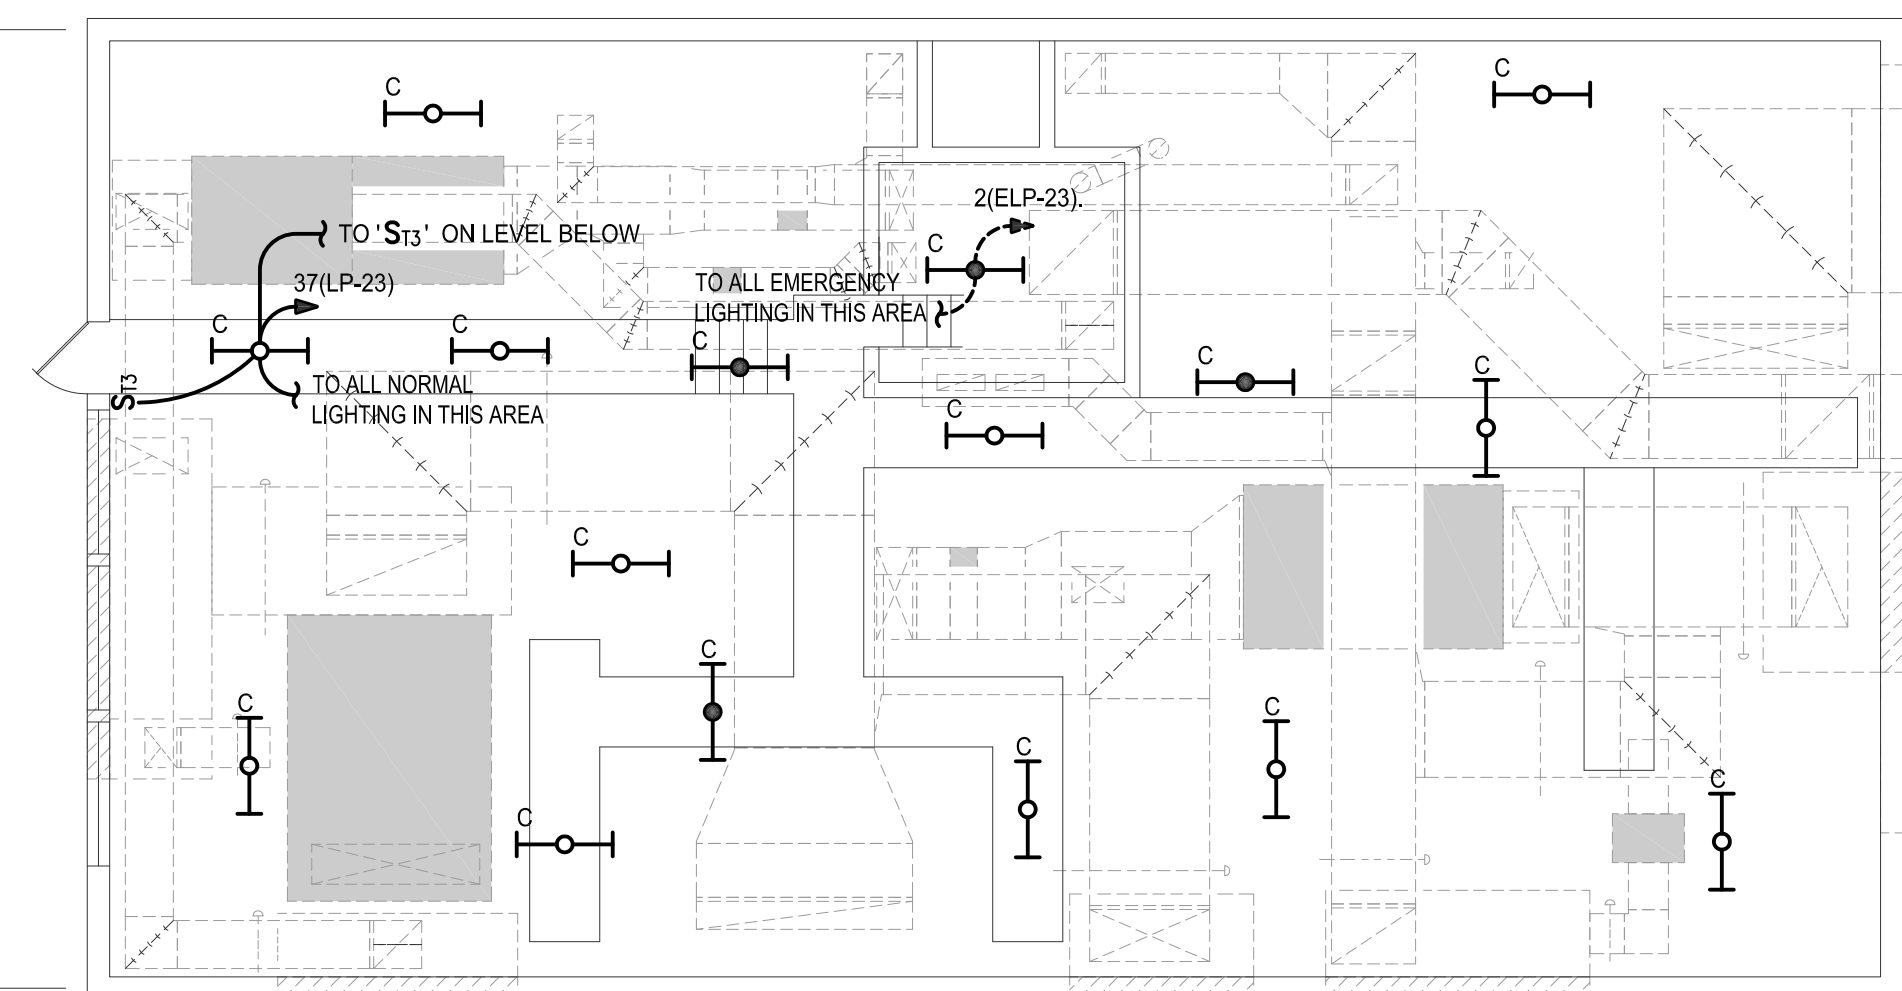 C
C
2(ELP-23).
TO 'ST3' ON LEVEL BELOW
C
37(LP-23)
TO ALL EMERGENCY
LIGHTING IN THIS AREA
C
C
C
C
C
ST3
TO ALL NORMAL
LIGHTING IN THIS AREA
C
C
C
C
C
C
C
C